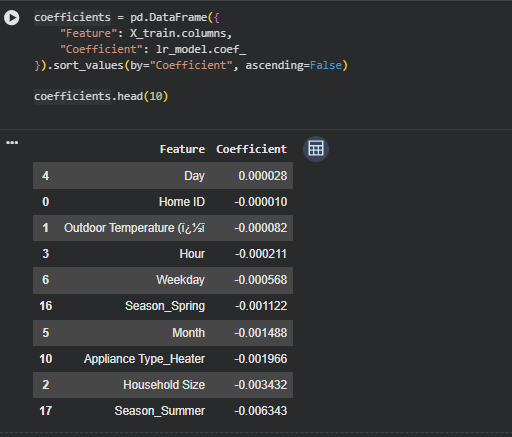 coefficients = pd.DataFrame({
    "Feature": X_train.columns,
    "Coefficient": lr_model.coef_
}).sort_values(by="Coefficient", ascending=False)
coefficients.head(10)
Feature Coefficient
4 Day 0.000028
0 Home ID -0.000010
1 Outdoor Temperature (ï¿½ï -0.000082
3 Hour -0.000211
6 Weekday -0.000568
16 Season_Spring -0.001122
5 Month -0.001488
10 Appliance Type_Heater -0.001966
2 Household Size -0.003432
17 Season_Summer -0.006343